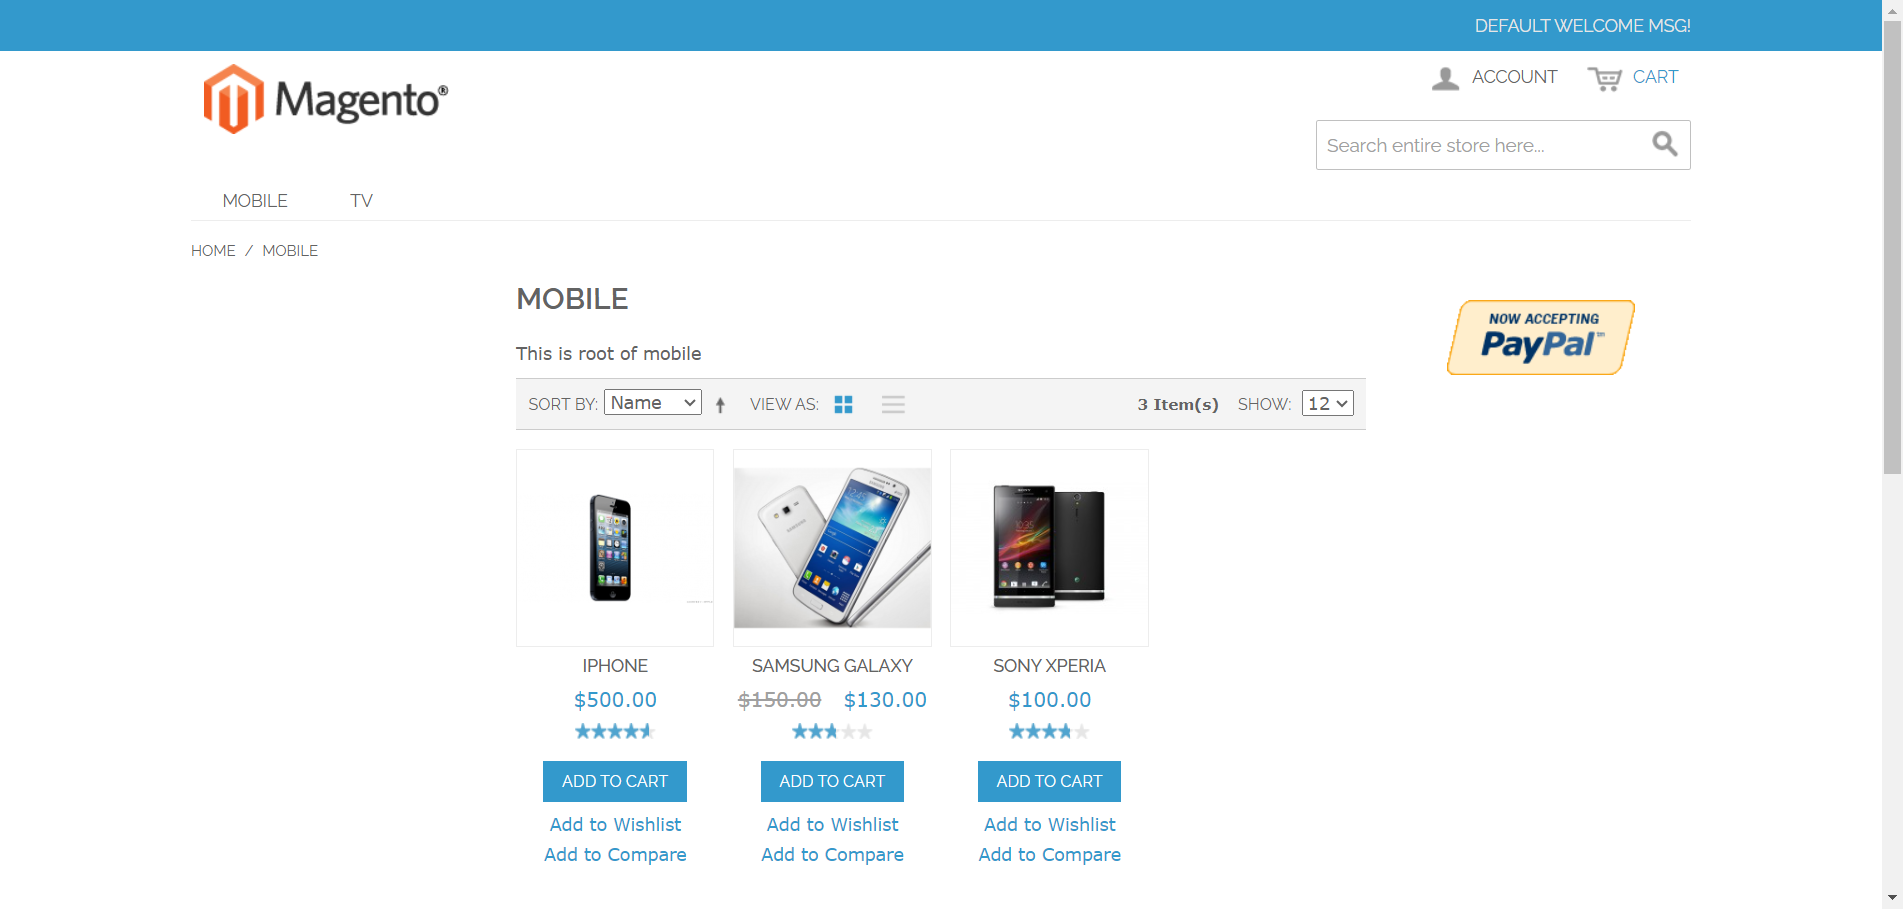 DEFAULT WELCOME MSG!
Magento®
ACCOUNT
CART
Search entire store here...
MOBILE
TV
HOME / MOBILE
MOBILE
NOW ACCEPTING
PayPal™
This is root of mobile
SORT BY: Name
VIEW AS:
3 Item(s)
SHOW: 12
IPHONE
SAMSUNG GALAXY
SONY XPERIA
$500.00
$150.00 $130.00
$100.00
ADD TO CART
ADD TO CART
ADD TO CART
Add to Wishlist
Add to Wishlist
Add to Wishlist
Add to Compare
Add to Compare
Add to Compare